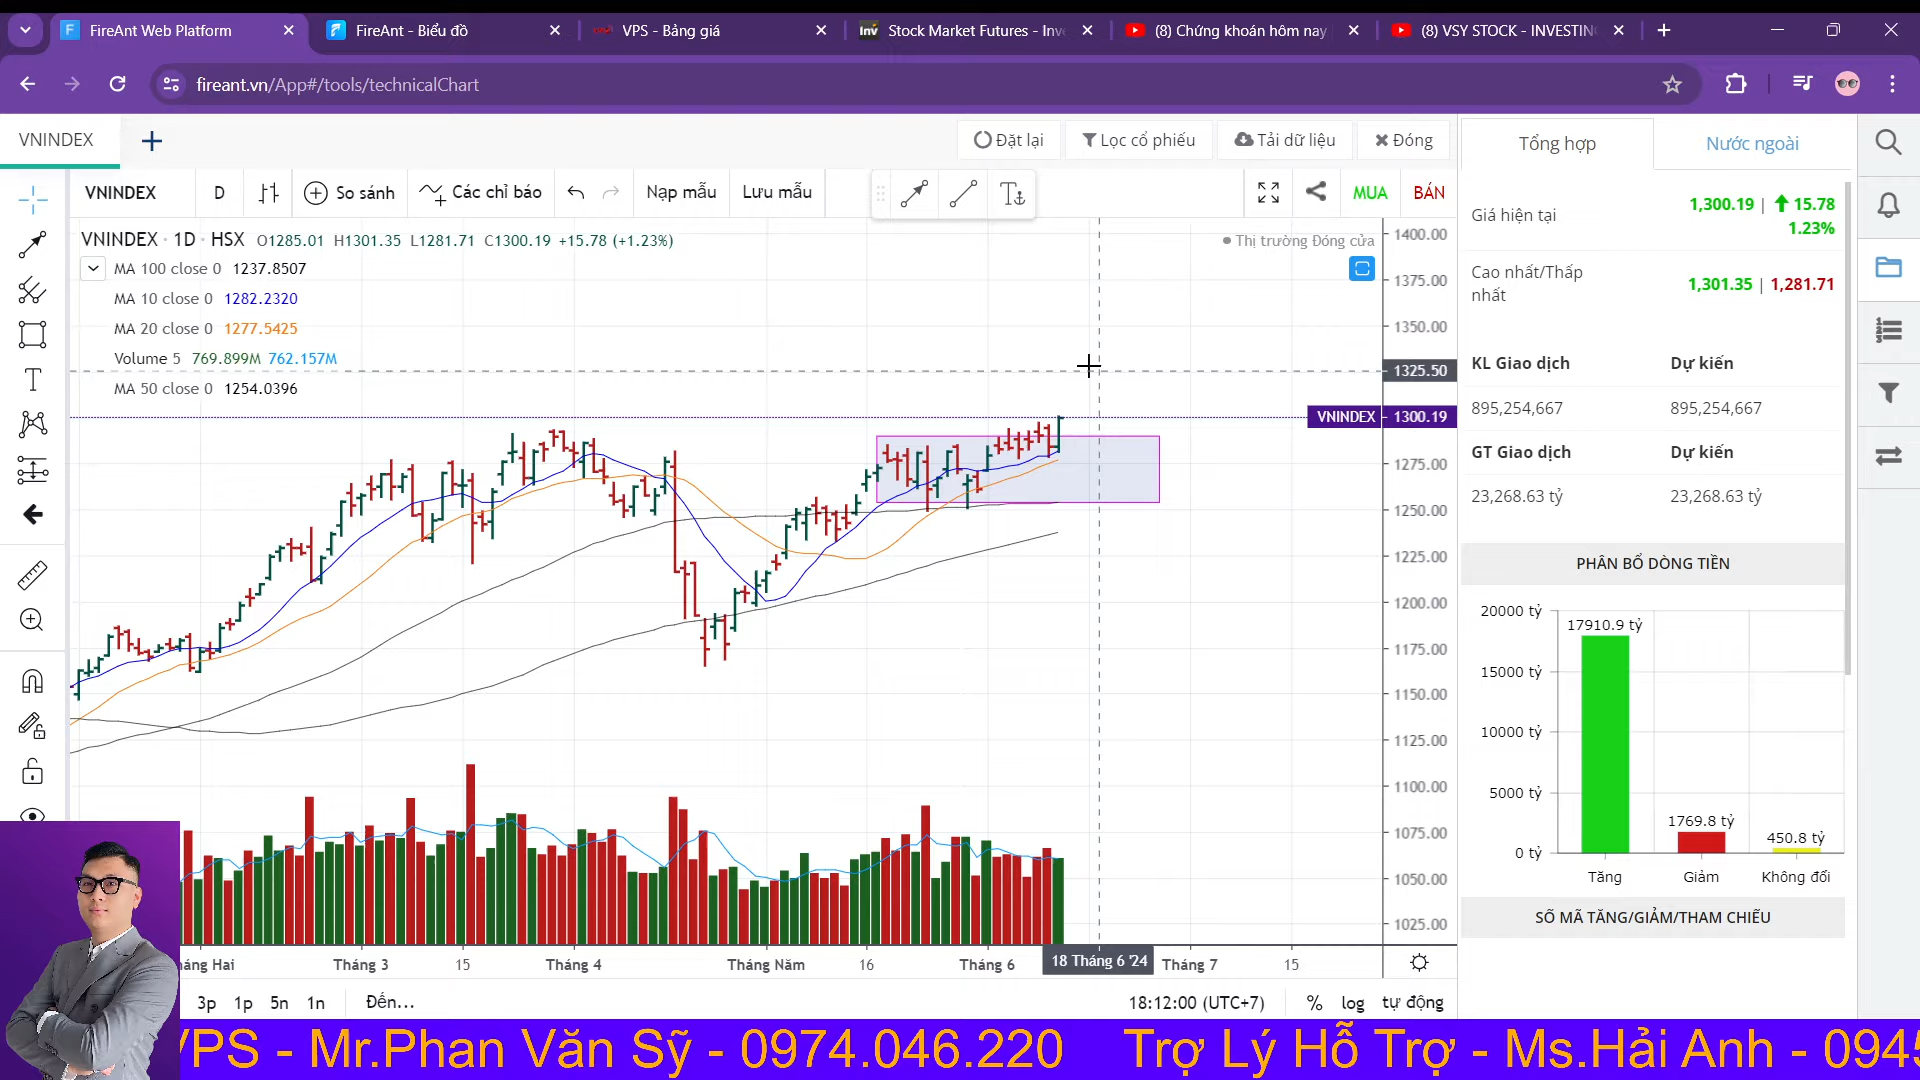 FireAnt Web Platform
FireAnt - Biểu đồ
VPS - Bảng giá
Stock Market Futures - Inv
(8) Chứng khoán hôm nay
(8) VSY STOCK - INVESTIN
fireant.vn/App#/tools/technicalChart
VNINDEX
Đặt lại
Lọc cổ phiếu
Tải dữ liệu
Đóng
VNINDEX
D
So sánh
Các chỉ báo
Nạp mẫu
Lưu mẫu
MUA
BÁN
VNINDEX · 1D · HSX O1285.01 H1301.35 L1281.71 C1300.19 +15.78 (+1.23%)
Thị trường Đóng cửa
MA 100 close 0 1237.8507
MA 10 close 0 1282.2320
MA 20 close 0 1277.5425
Volume 5 769.899M 762.157M
MA 50 close 0 1254.0396
1400.00
1375.00
1350.00
1325.50
VNINDEX 1300.19
1275.00
1250.00
1225.00
1200.00
1175.00
1150.00
1125.00
1100.00
1075.00
1050.00
1025.00
áng Hai
Tháng 3
15
Tháng 4
Tháng Năm
16
Tháng 6
18 Tháng 6 '24
Tháng 7
15
3p 1p 5n 1n Đến...
18:12:00 (UTC+7) % log tự động
Tổng hợp
Nước ngoài
Giá hiện tại
1,300.19 | 15.78
1.23%
Cao nhất/Thấp
nhất
1,301.35 | 1,281.71
KL Giao dịch
Dự kiến
895,254,667
895,254,667
GT Giao dịch
Dự kiến
23,268.63 tỷ
23,268.63 tỷ
PHÂN BỔ DÒNG TIỀN
20000 tỷ
15000 tỷ
10000 tỷ
5000 tỷ
0 tỷ
17910.9 tỷ
1769.8 tỷ
450.8 tỷ
Tăng
Giảm
Không đổi
SỐ MÃ TĂNG/GIẢM/THAM CHIẾU
VPS - Mr.Phan Văn Sỹ - 0974.046.220 Trợ Lý Hỗ Trợ - Ms.Hải Anh - 0945